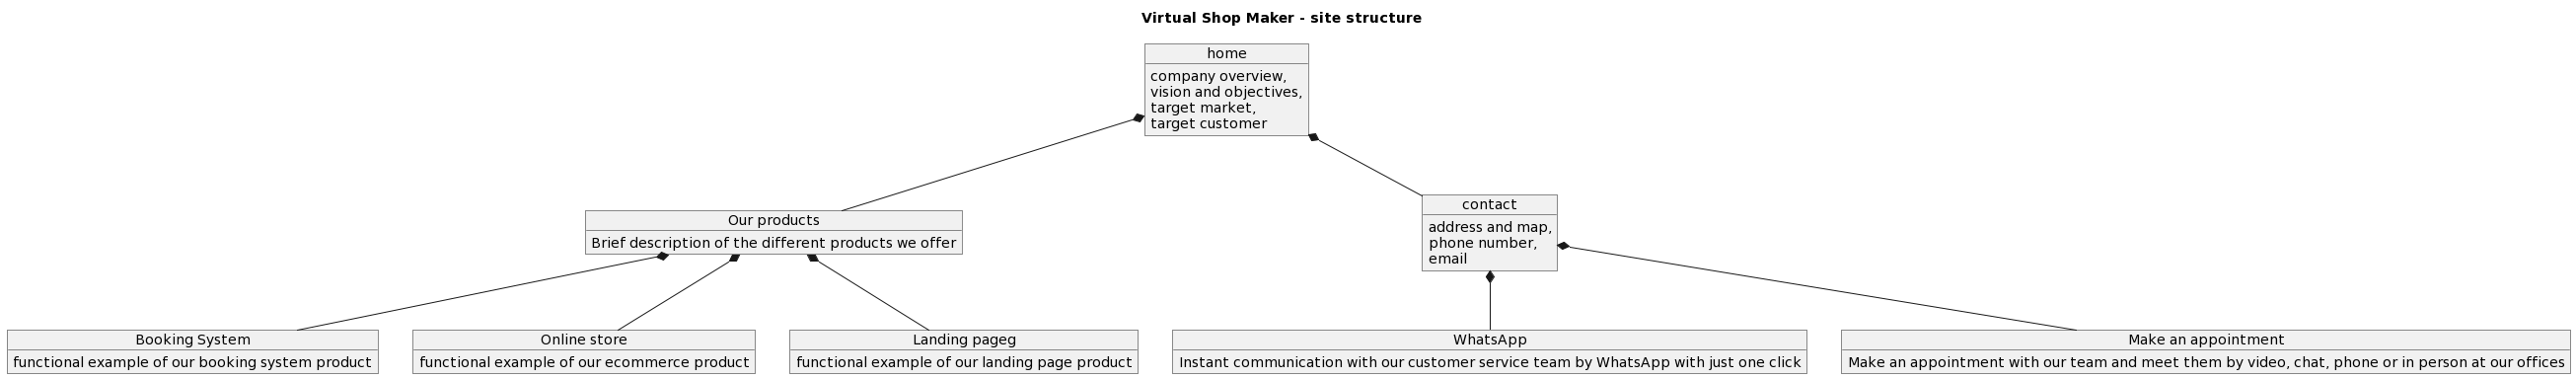 Virtual Shop Maker - site structure
home
company overview,
vision and objectives,
target market,
target customer
Our products
Brief description of the different products we offer
contact
address and map,
phone number,
email
Booking System
functional example of our booking system product
Online store
functional example of our ecommerce product
Landing pageg
functional example of our landing page product
WhatsApp
Instant communication with our customer service team by WhatsApp with just one click
Make an appointment
Make an appointment with our team and meet them by video, chat, phone or in person at our offices